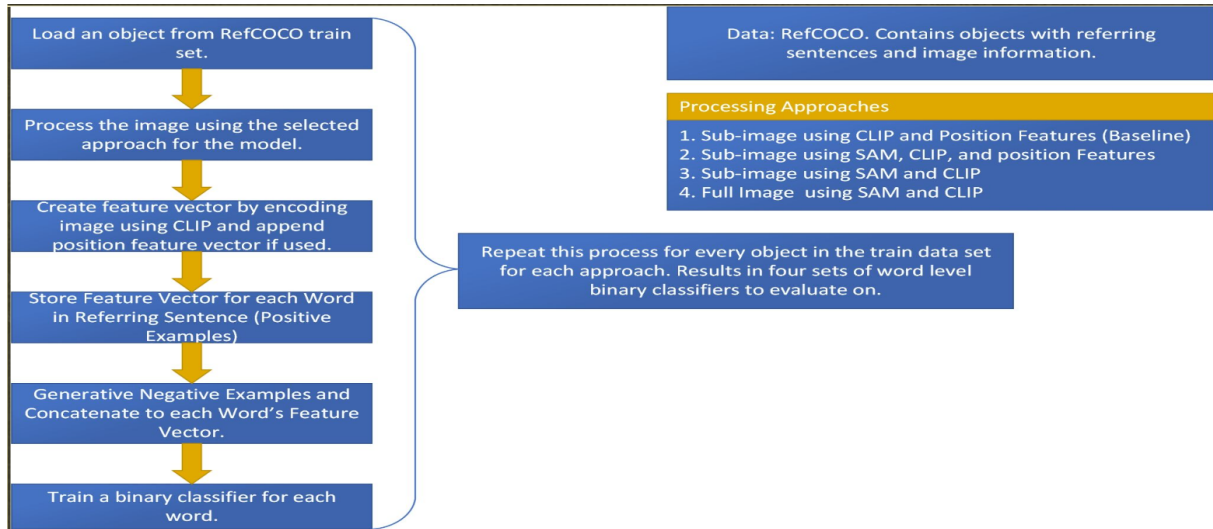 Load an object from RefCOCO train
set.
Process the image using the selected
approach for the model.
Create feature vector by encoding
image using CLIP and append
position feature vector if used.
Store Feature Vector for each Word
in Referring Sentence (Positive
Examples)
Generative Negative Examples and
Concatenate to each Word's Feature
Vector.
Train a binary classifier for each
word.
Repeat this process for every object in the train data set
for each approach. Results in four sets of word level
binary classifiers to evaluate on.
Data: RefCOCO. Contains objects with referring
sentences and image information.
Processing Approaches
1. Sub-image using CLIP and Position Features (Baseline)
2. Sub-image using SAM, CLIP, and position Features
3. Sub-image using SAM and CLIP
4. Full Image using SAM and CLIP